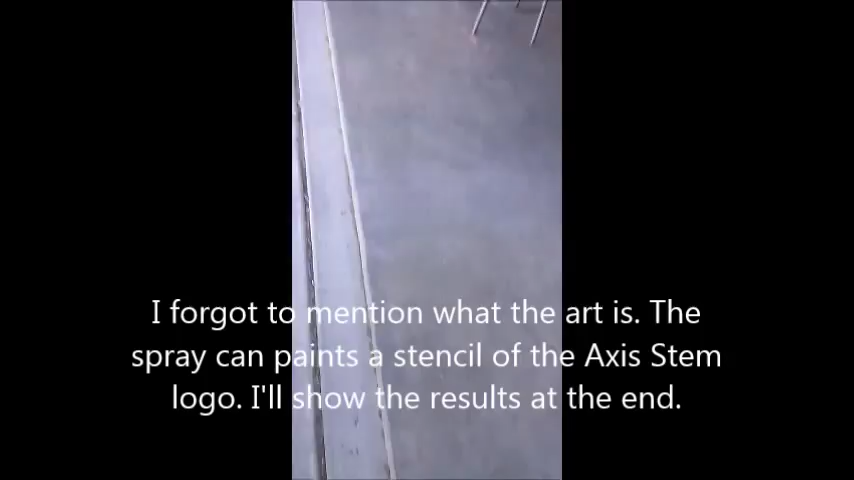 I forgot to mention what the art is. The
spray can paints a stencil of the Axis Stem
logo. I'll show the results at the end.